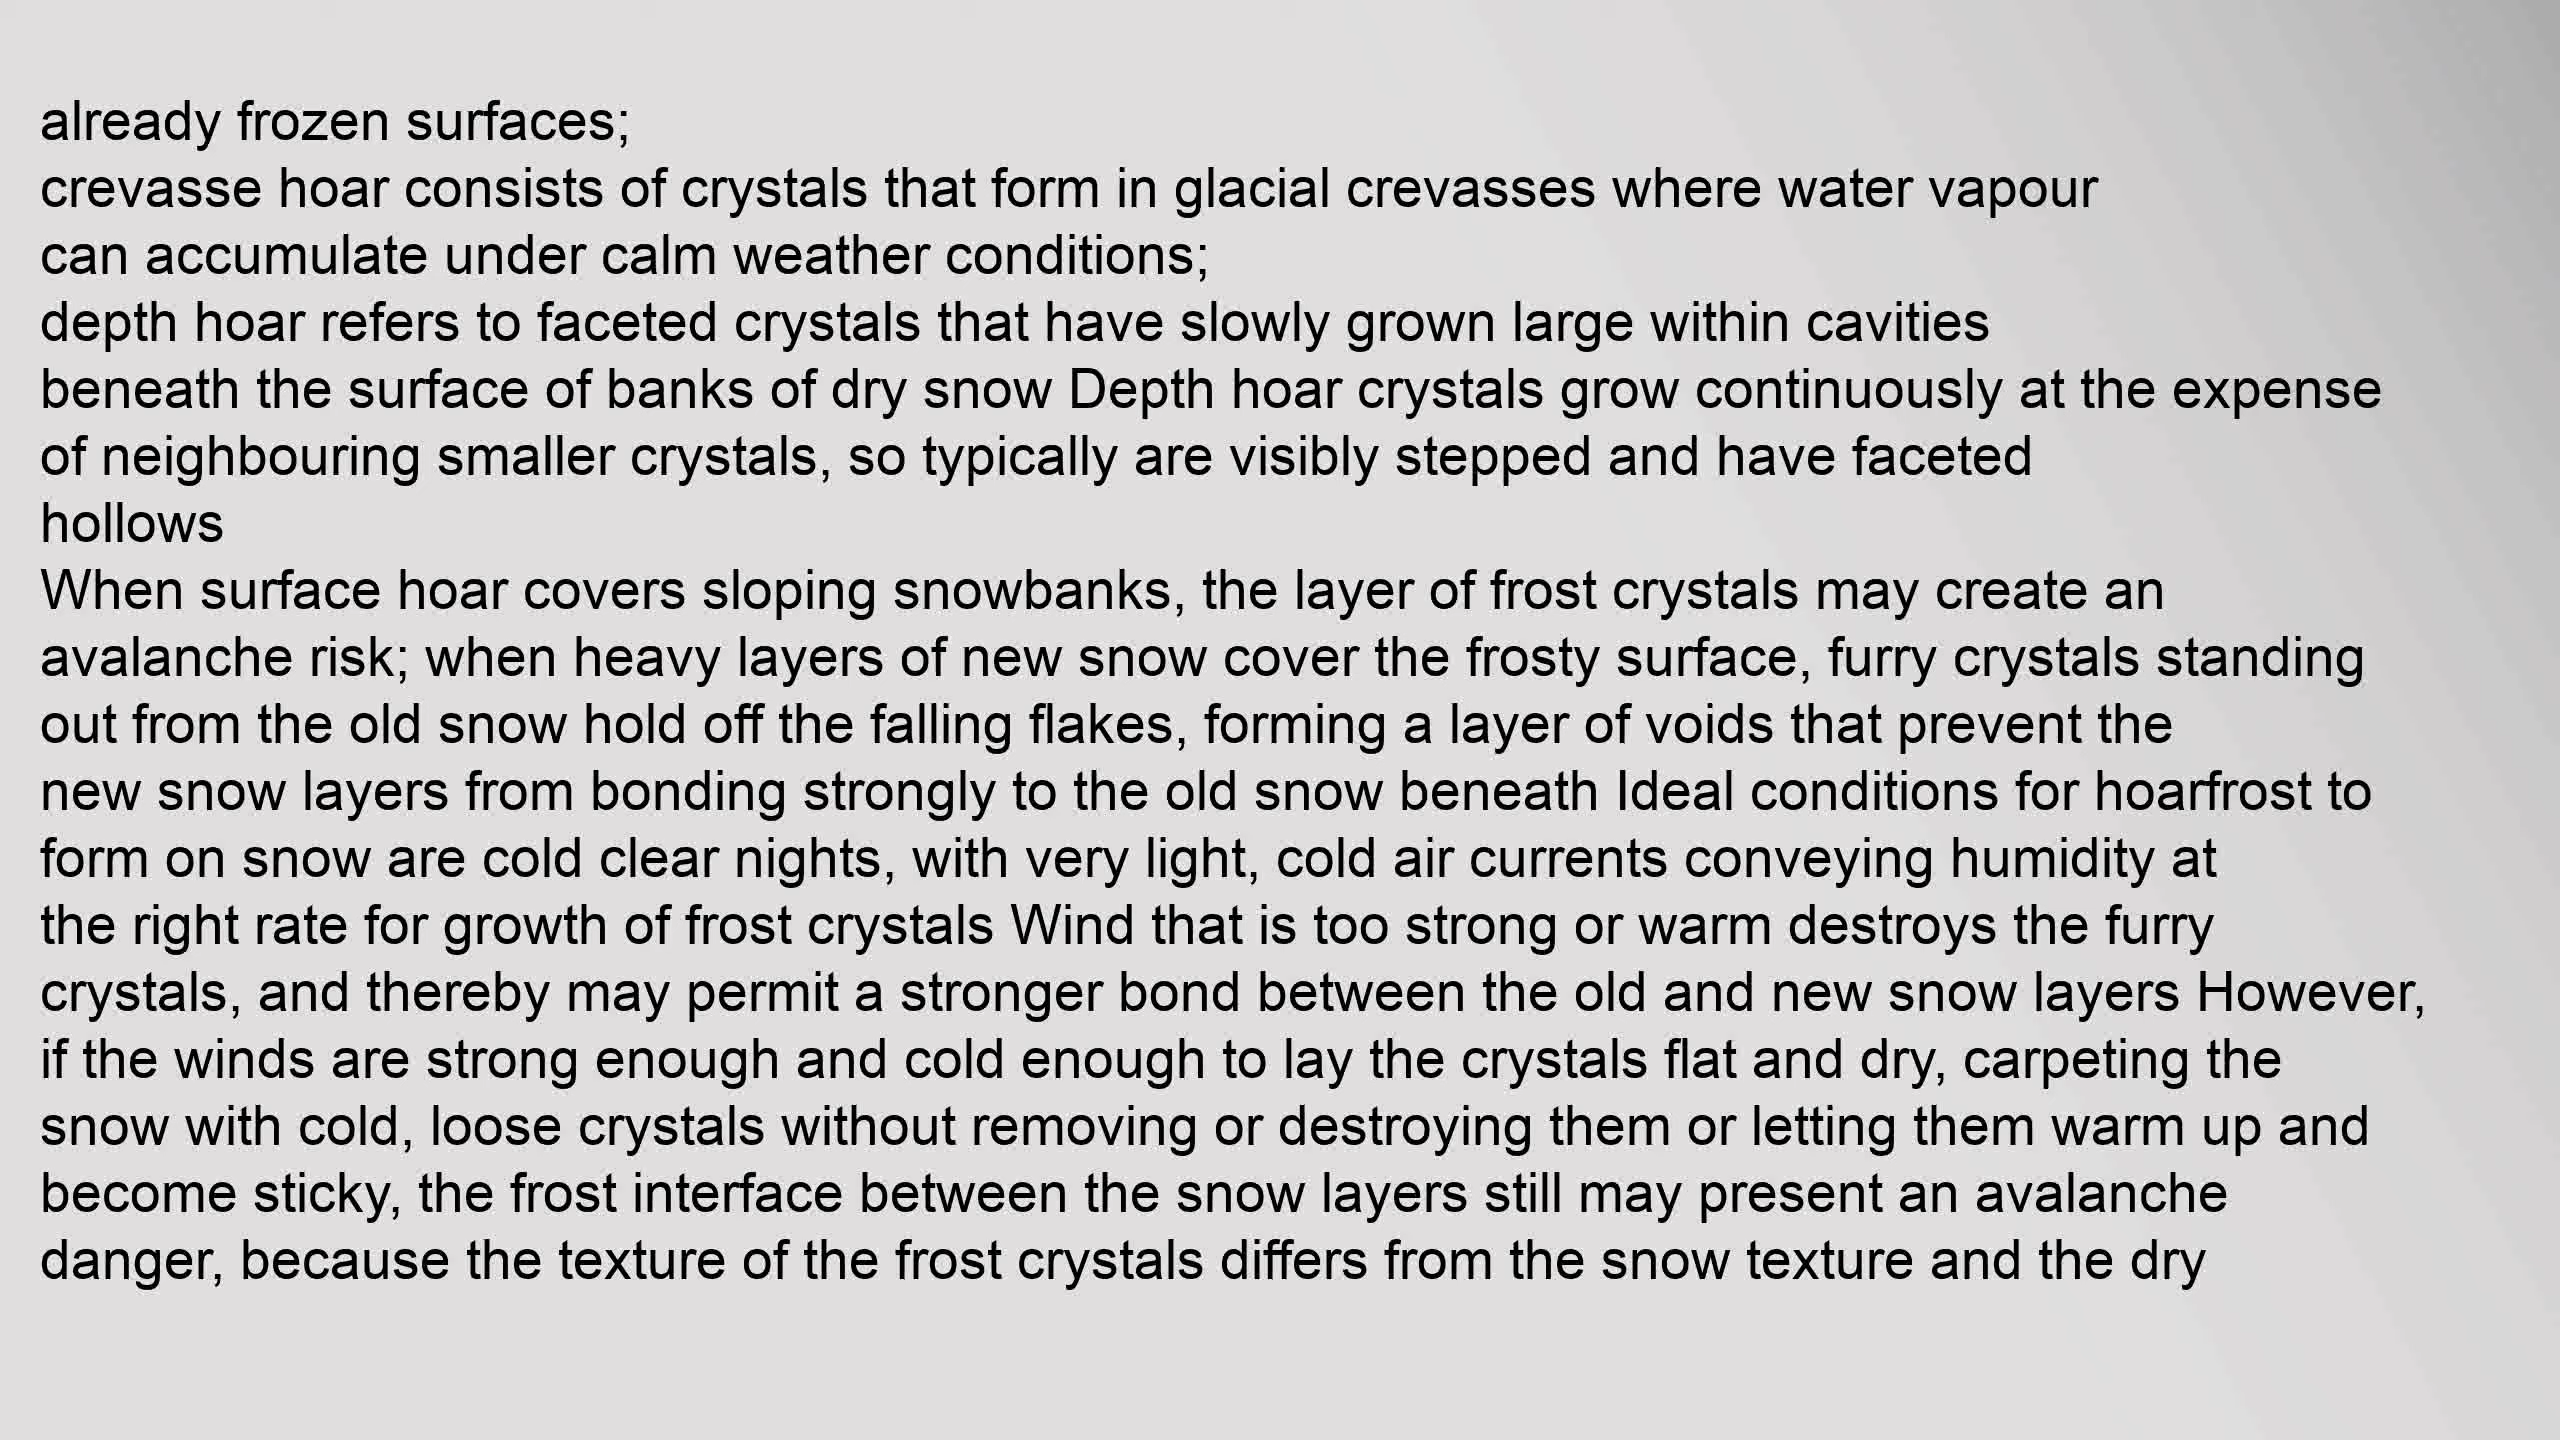 already frozen surfaces;
crevasse hoar consists of crystals that form in glacial crevasses where water vapour
can accumulate under calm weather conditions;
depth hoar refers to faceted crystals that have slowly grown large within cavities
beneath the surface of banks of dry snow Depth hoar crystals grow continuously at the expense
of neighbouring smaller crystals, so typically are visibly stepped and have faceted
hollows
When surface hoar covers sloping snowbanks, the layer of frost crystals may create an
avalanche risk; when heavy layers of new snow cover the frosty surface, furry crystals standing
out from the old snow hold off the falling flakes, forming a layer of voids that prevent the
new snow layers from bonding strongly to the old snow beneath Ideal conditions for hoarfrost to
form on snow are cold clear nights, with very light, cold air currents conveying humidity at
the right rate for growth of frost crystals Wind that is too strong or warm destroys the furry
crystals, and thereby may permit a stronger bond between the old and new snow layers However,
if the winds are strong enough and cold enough to lay the crystals flat and dry, carpeting the
snow with cold, loose crystals without removing or destroying them or letting them warm up and
become sticky, the frost interface between the snow layers still may present an avalanche
danger, because the texture of the frost crystals differs from the snow texture and the dry